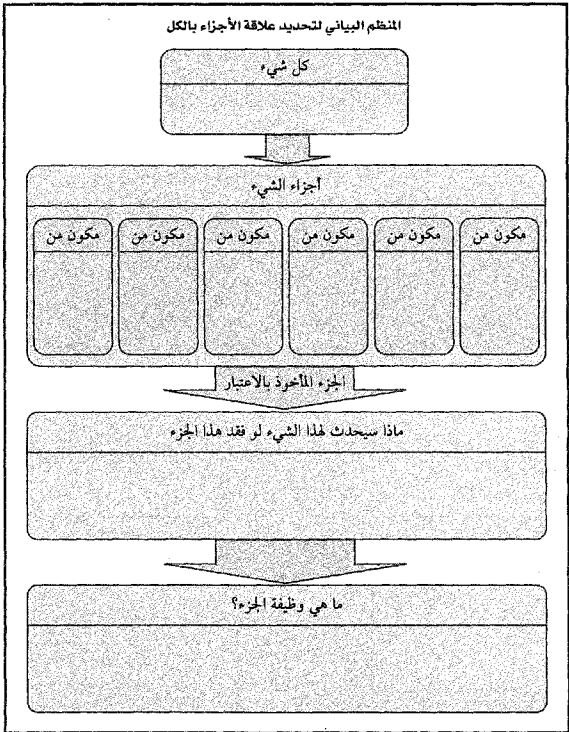 المنظم البياني لتحديد علاقة الأجزاء بالكل
كل شيء
أجزاء الشيء
مكون من مكون من مكون من مكون من مكون من مكون من
الجزء المأخوذ بالاعتبار
ماذا سيحدث لهذا الشيء لو فقد هذا الجزء
ما هي وظيفة الجزء؟